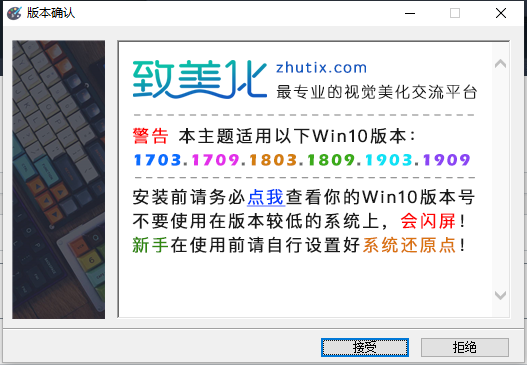 版本确认
致美化 zhutix.com
最专业的视觉美化交流平台
警告 本主题适用以下Win10版本：
1703.1709.1803.1809.1903.1909
安装前请务必点我查看你的Win10版本号
不要使用在版本较低的系统上，会闪屏！
新手在使用前请自行设置好系统还原点！
接受 拒绝